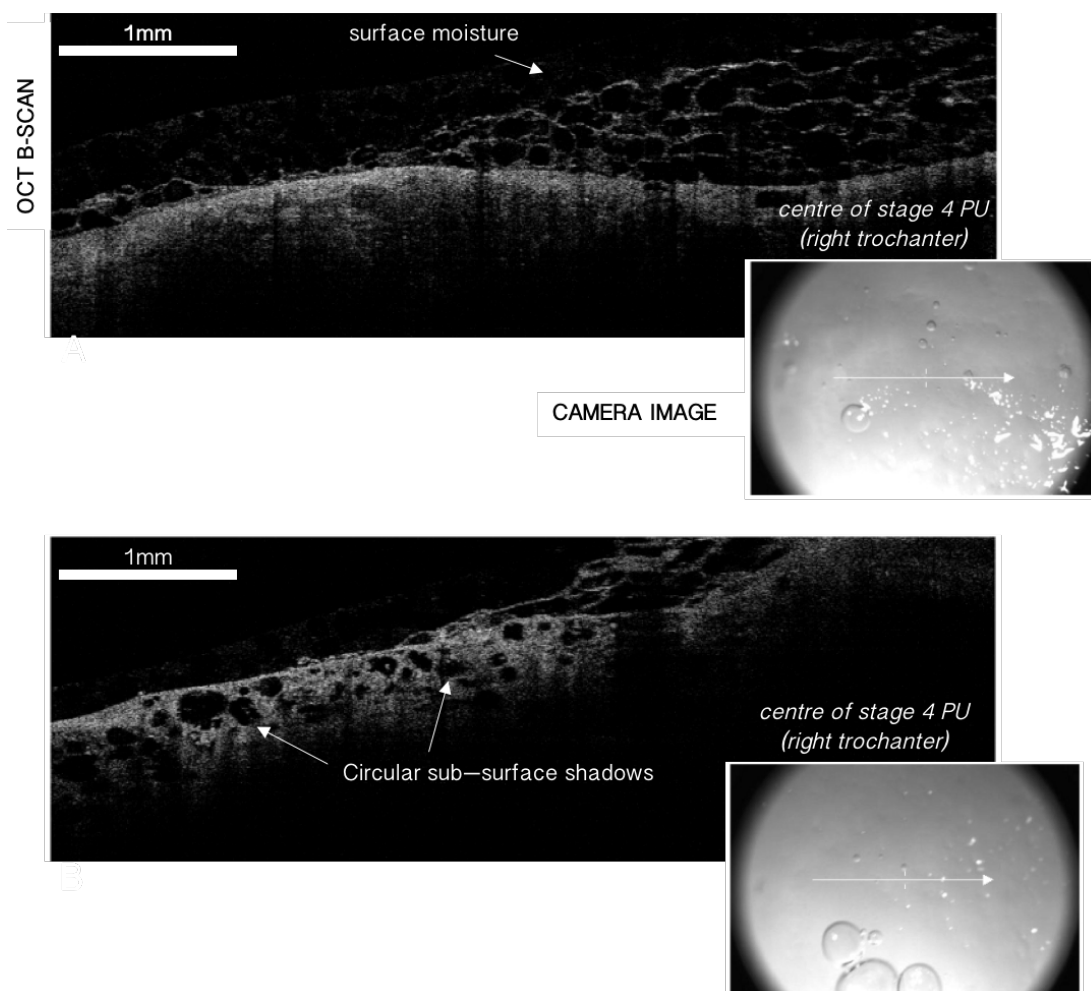 OCT B-SCAN
1mm
surface moisture
centre of stage 4 PU
(right trochanter)
A
CAMERA IMAGE
1mm
centre of stage 4 PU
(right trochanter)
Circular sub—surface shadows
B